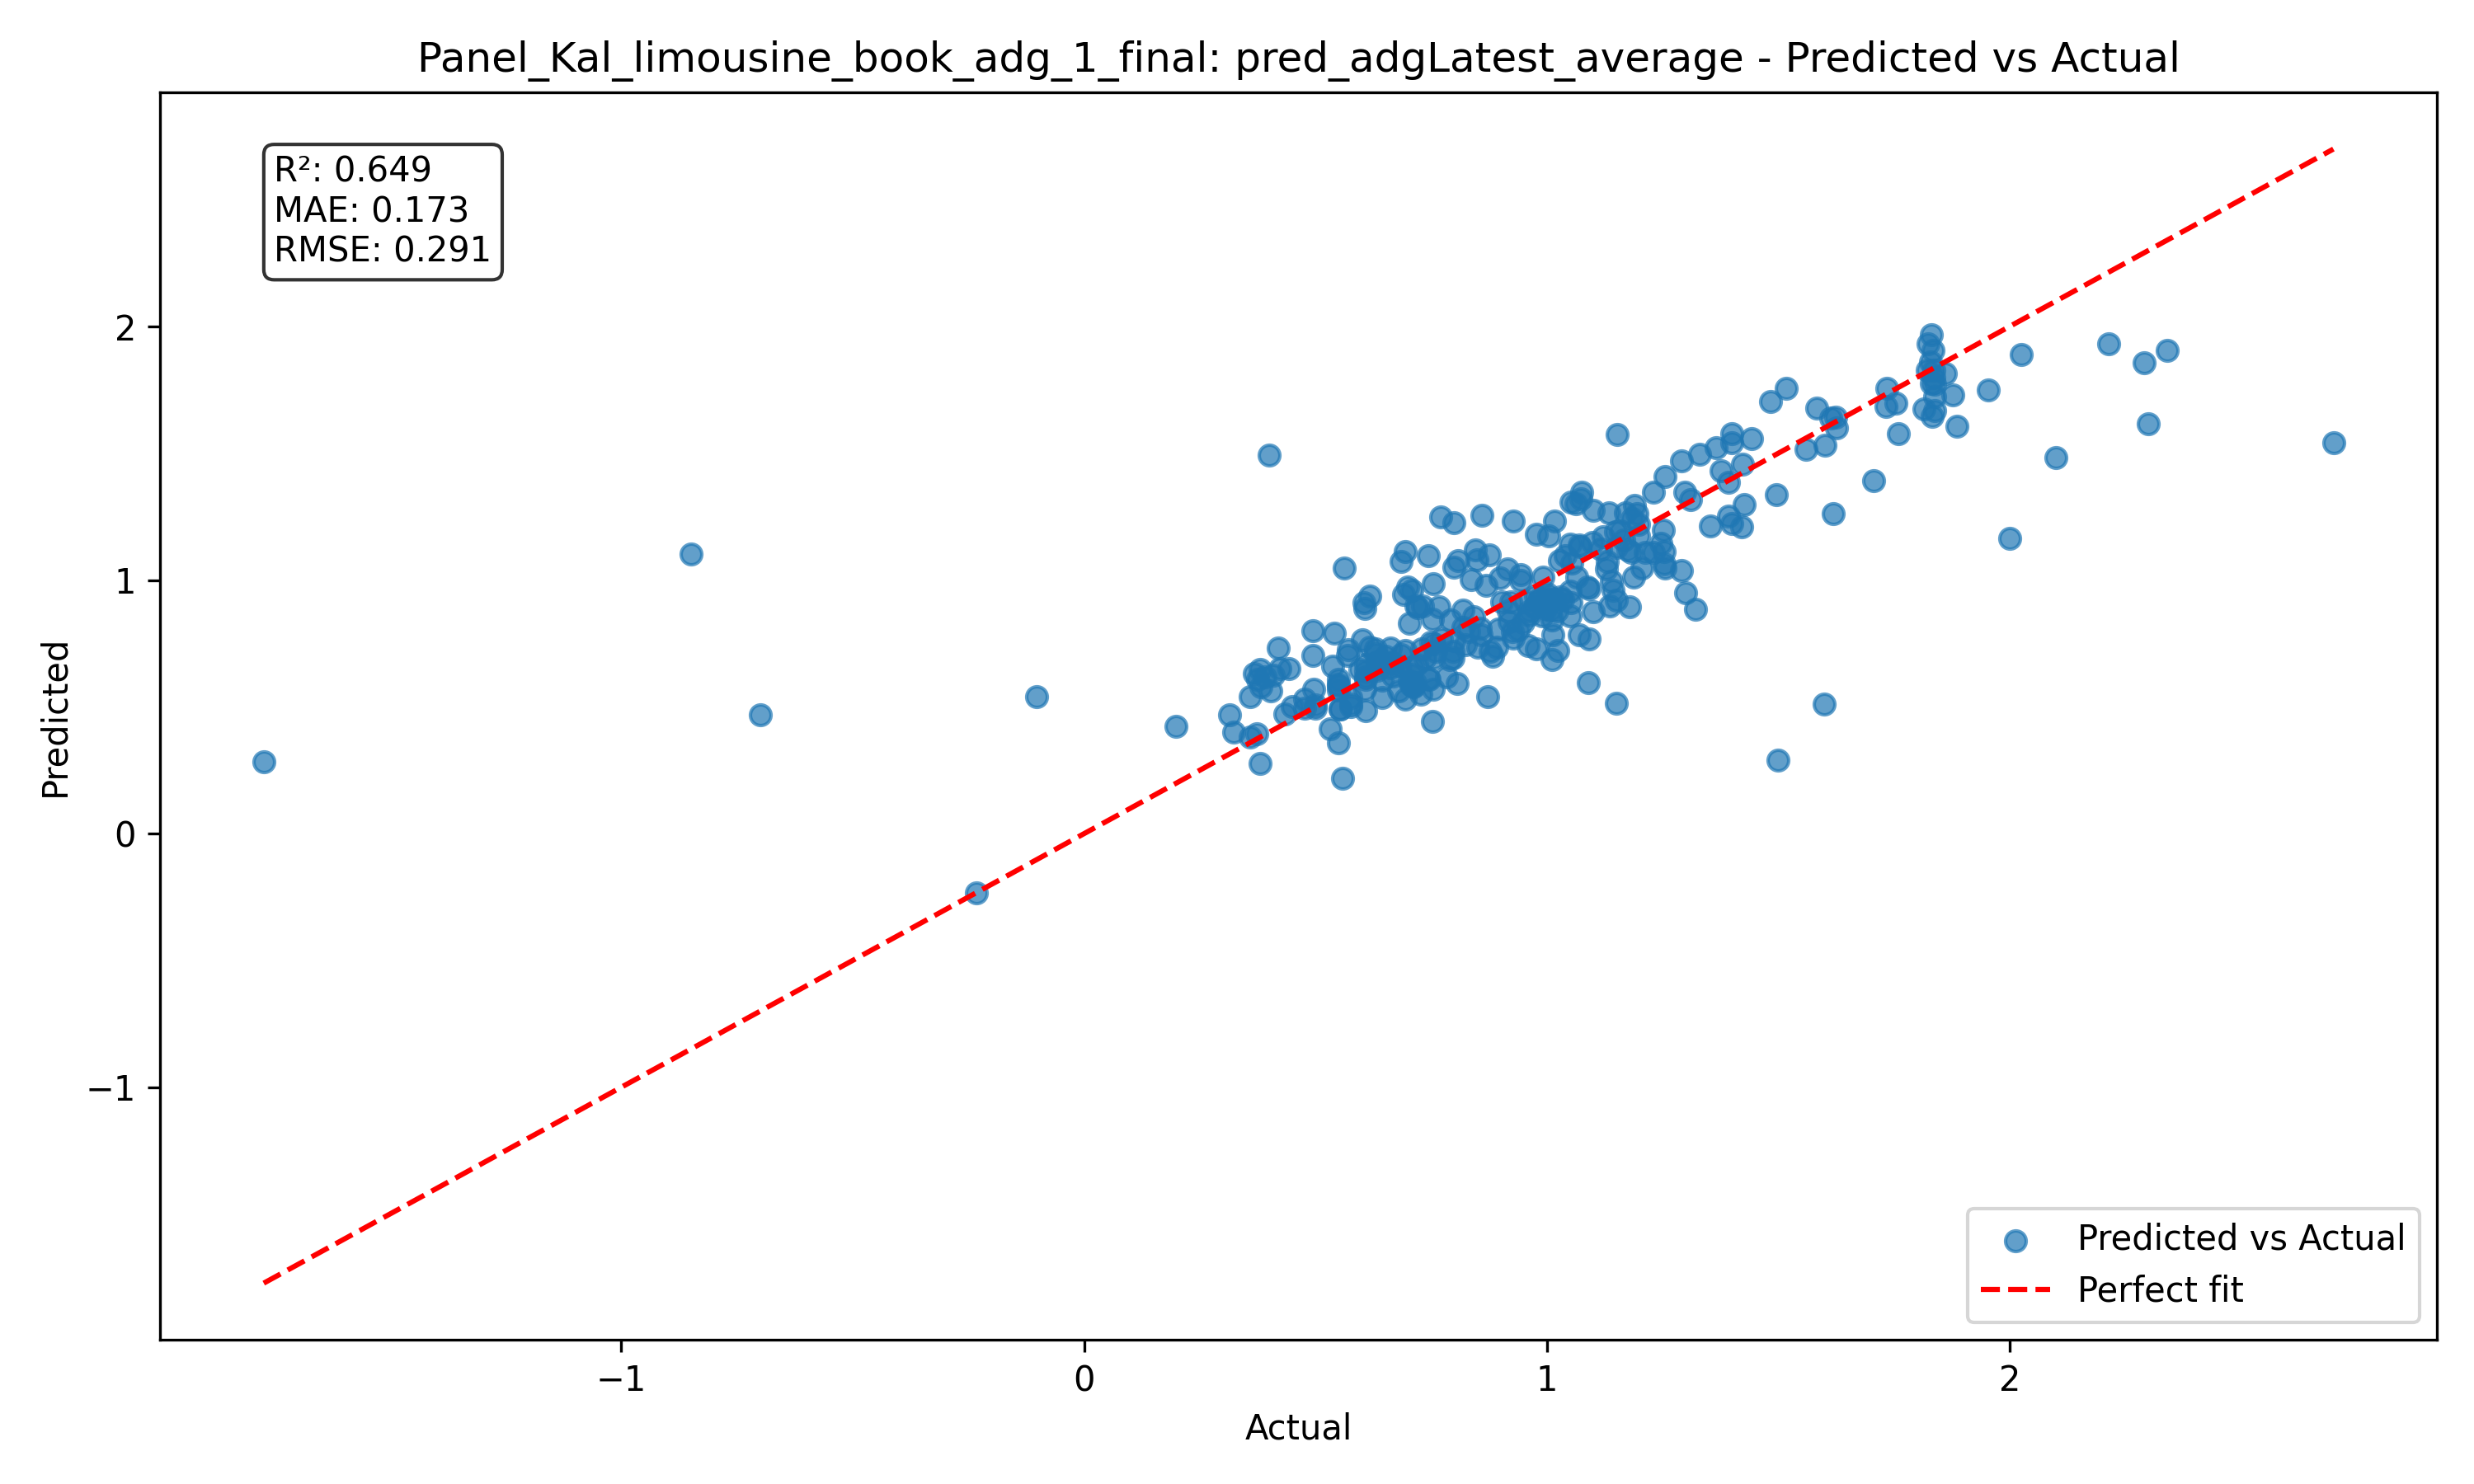 Panel_Kal_limousine_book_adg_1_final: pred_adgLatest_average - Predicted vs Actual
R²: 0.649
MAE: 0.173
RMSE: 0.291
2
1
0
−1
Predicted
−1
0
1
2
Actual
Predicted vs Actual
Perfect fit